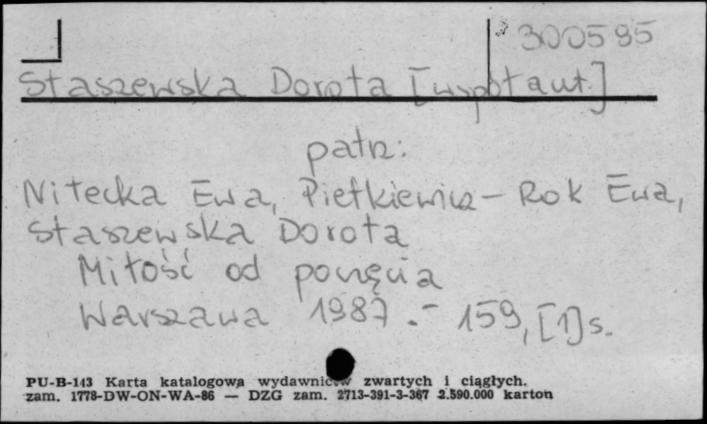 300595
Staszewska Dorota [współaut.]
patrz:
Nitecka Ewa, Pietkiewicz-Rok Ewa,
Staszewska Dorota
Miłość od poczęcia
Warszawa 1987.- 159, [1] s.
PU-B-143 Karta katalogowa wydawnictw zwartych i ciągłych.
zam. 1778-DW-ON-WA-86 — DZG zam. 2713-391-3-367 2.590.000 karton